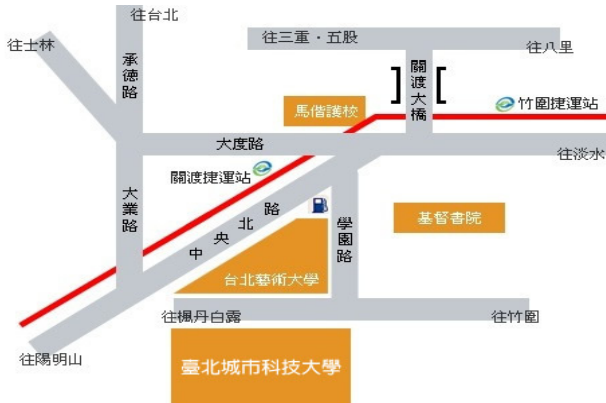 往台北
往士林
往三重・五股
往八里
承德路
關渡大橋
竹圍捷運站
馬偕護校
大度路
往淡水
關渡捷運站
大業路
中央北路
學園路
基督書院
台北藝術大學
往楓丹白露
往竹圍
往陽明山
臺北城市科技大學